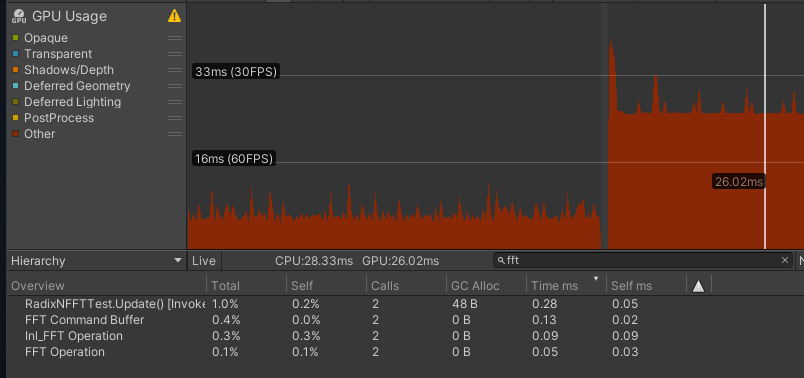 GPU Usage
GPU
Opaque
Transparent
Shadows/Depth
Deferred Geometry
Deferred Lighting
PostProcess
Other
33ms (30FPS)
16ms (60FPS)
26.02ms
Hierarchy Live CPU:28.33ms GPU:26.02ms fft
Overview Total Self Calls GC Alloc Time ms Self ms
RadixNFFTTest.Update() [Invoke 1.0% 0.2% 2 48 B 0.28 0.05
FFT Command Buffer 0.4% 0.0% 2 0 B 0.13 0.02
Inl_FFT Operation 0.3% 0.3% 2 0 B 0.09 0.09
FFT Operation 0.1% 0.1% 2 0 B 0.05 0.03